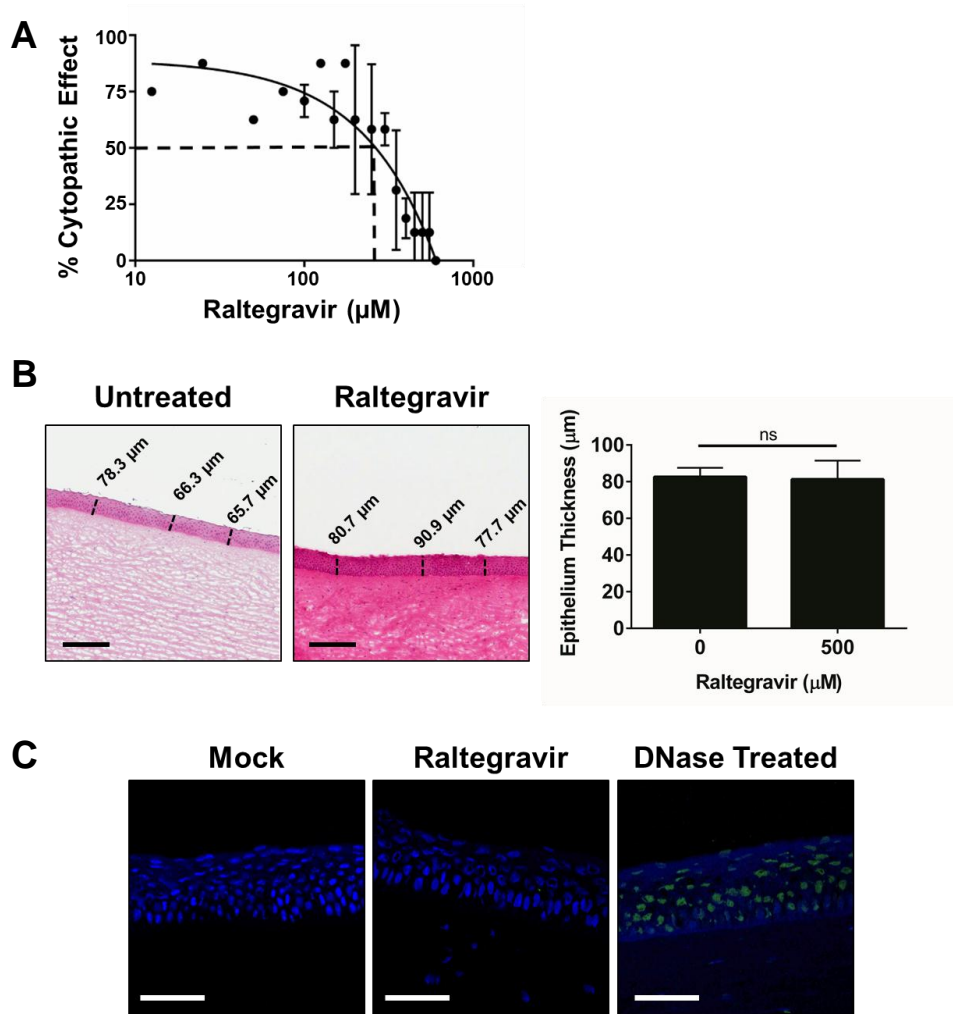 A
% Cytopathic Effect
100
75
50
25
0
10
100
1000
Raltegravir (µM)
B
Untreated
Raltegravir
78.3 µm
66.3 µm
65.7 µm
80.7 µm
90.9 µm
77.7 µm
Epithelium Thickness (µm)
100
80
60
40
20
0
ns
0
500
Raltegravir (µM)
C
Mock
Raltegravir
DNase Treated